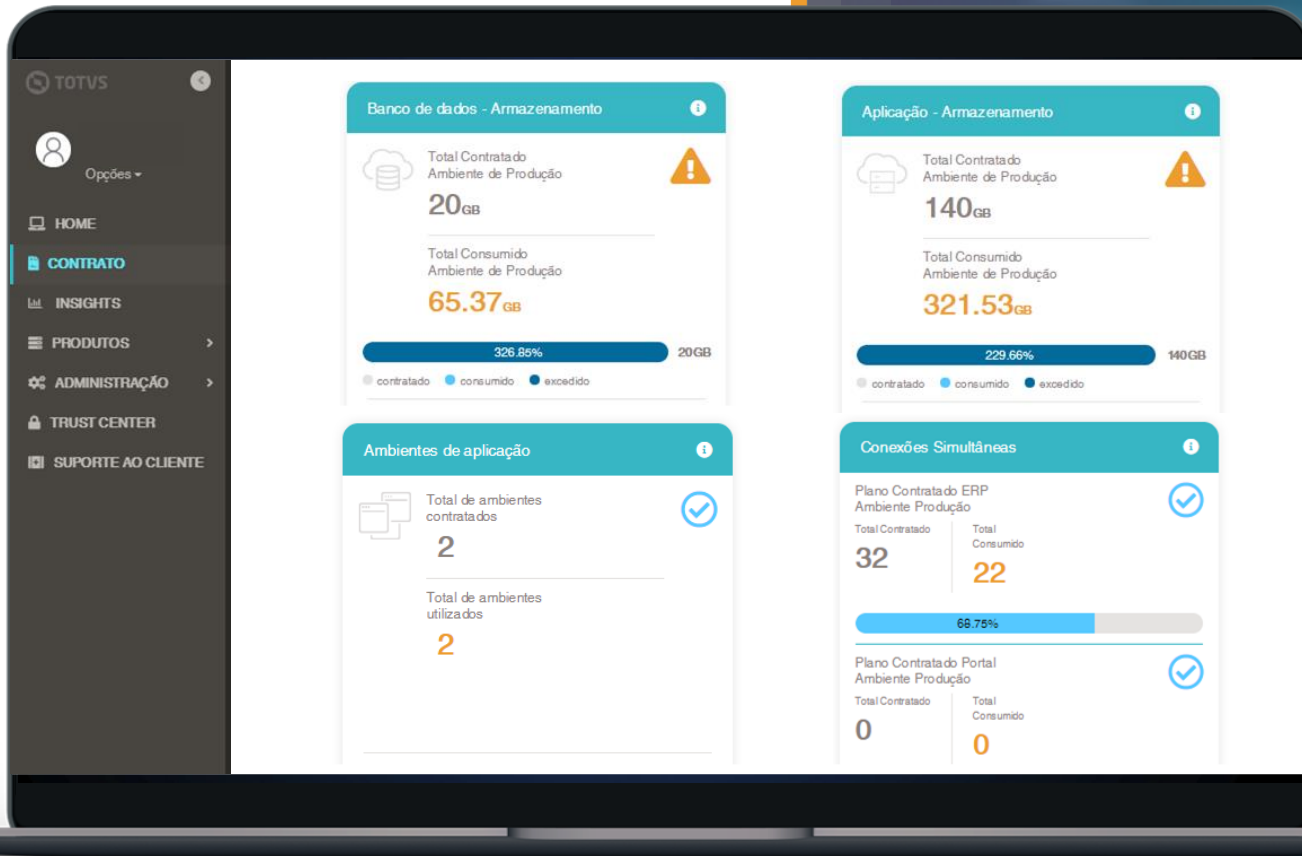 TOTVS
Opções
HOME
CONTRATO
INSIGHTS
PRODUTOS
ADMINISTRAÇÃO
TRUST CENTER
SUPORTE AO CLIENTE
Banco de dados - Armazenamento
Total Contratado
Ambiente de Produção
20GB
Total Consumido
Ambiente de Produção
65.37GB
326.85% 20GB
contratado consumido excedido
Aplicação - Armazenamento
Total Contratado
Ambiente de Produção
140GB
Total Consumido
Ambiente de Produção
321.53GB
229.66% 140GB
contratado consumido excedido
Ambientes de aplicação
Total de ambientes
contratados
2
Total de ambientes
utilizados
2
Conexões Simultâneas
Plano Contratado ERP
Ambiente Produção
Total Contratado
32
Total
Consumido
22
68.75%
Plano Contratado Portal
Ambiente Produção
Total Contratado
0
Total
Consumido
0